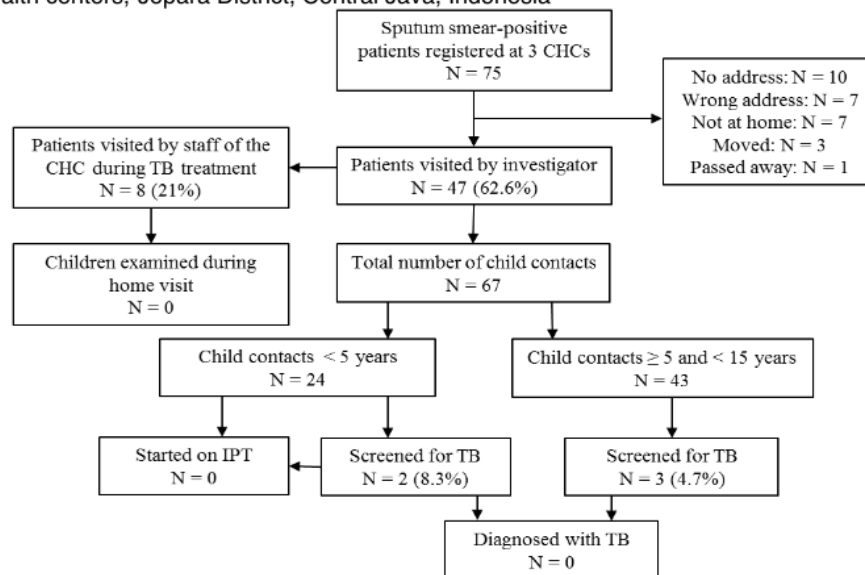 alth centers, Jepara District, Central Java, Indonesia
Sputum smear-positive
patients registered at 3 CHCs
N = 75
No address: N = 10
Wrong address: N = 7
Not at home: N = 7
Moved: N = 3
Passed away: N = 1
Patients visited by staff of the
CHC during TB treatment
N = 8 (21%)
Patients visited by investigator
N = 47 (62.6%)
Children examined during
home visit
N = 0
Total number of child contacts
N = 67
Child contacts < 5 years
N = 24
Child contacts ≥ 5 and < 15 years
N = 43
Started on IPT
N = 0
Screened for TB
N = 2 (8.3%)
Screened for TB
N = 3 (4.7%)
Diagnosed with TB
N = 0